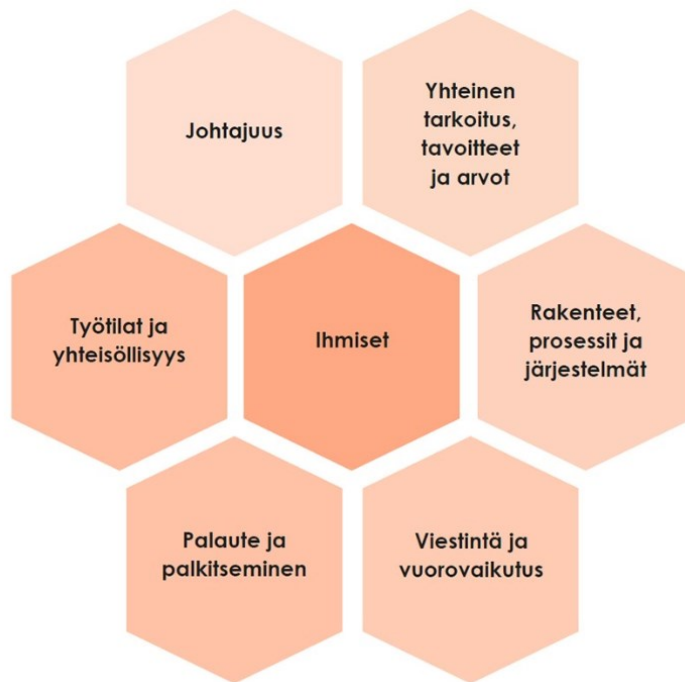 Johtajuus
Yhteinen
tarkoitus,
tavoitteet
ja arvot
Työtilat ja
yhteisöllisyys
Ihmiset
Rakenteet,
prosessit ja
järjestelmät
Palaute ja
palkitseminen
Viestintä ja
vuorovaikutus